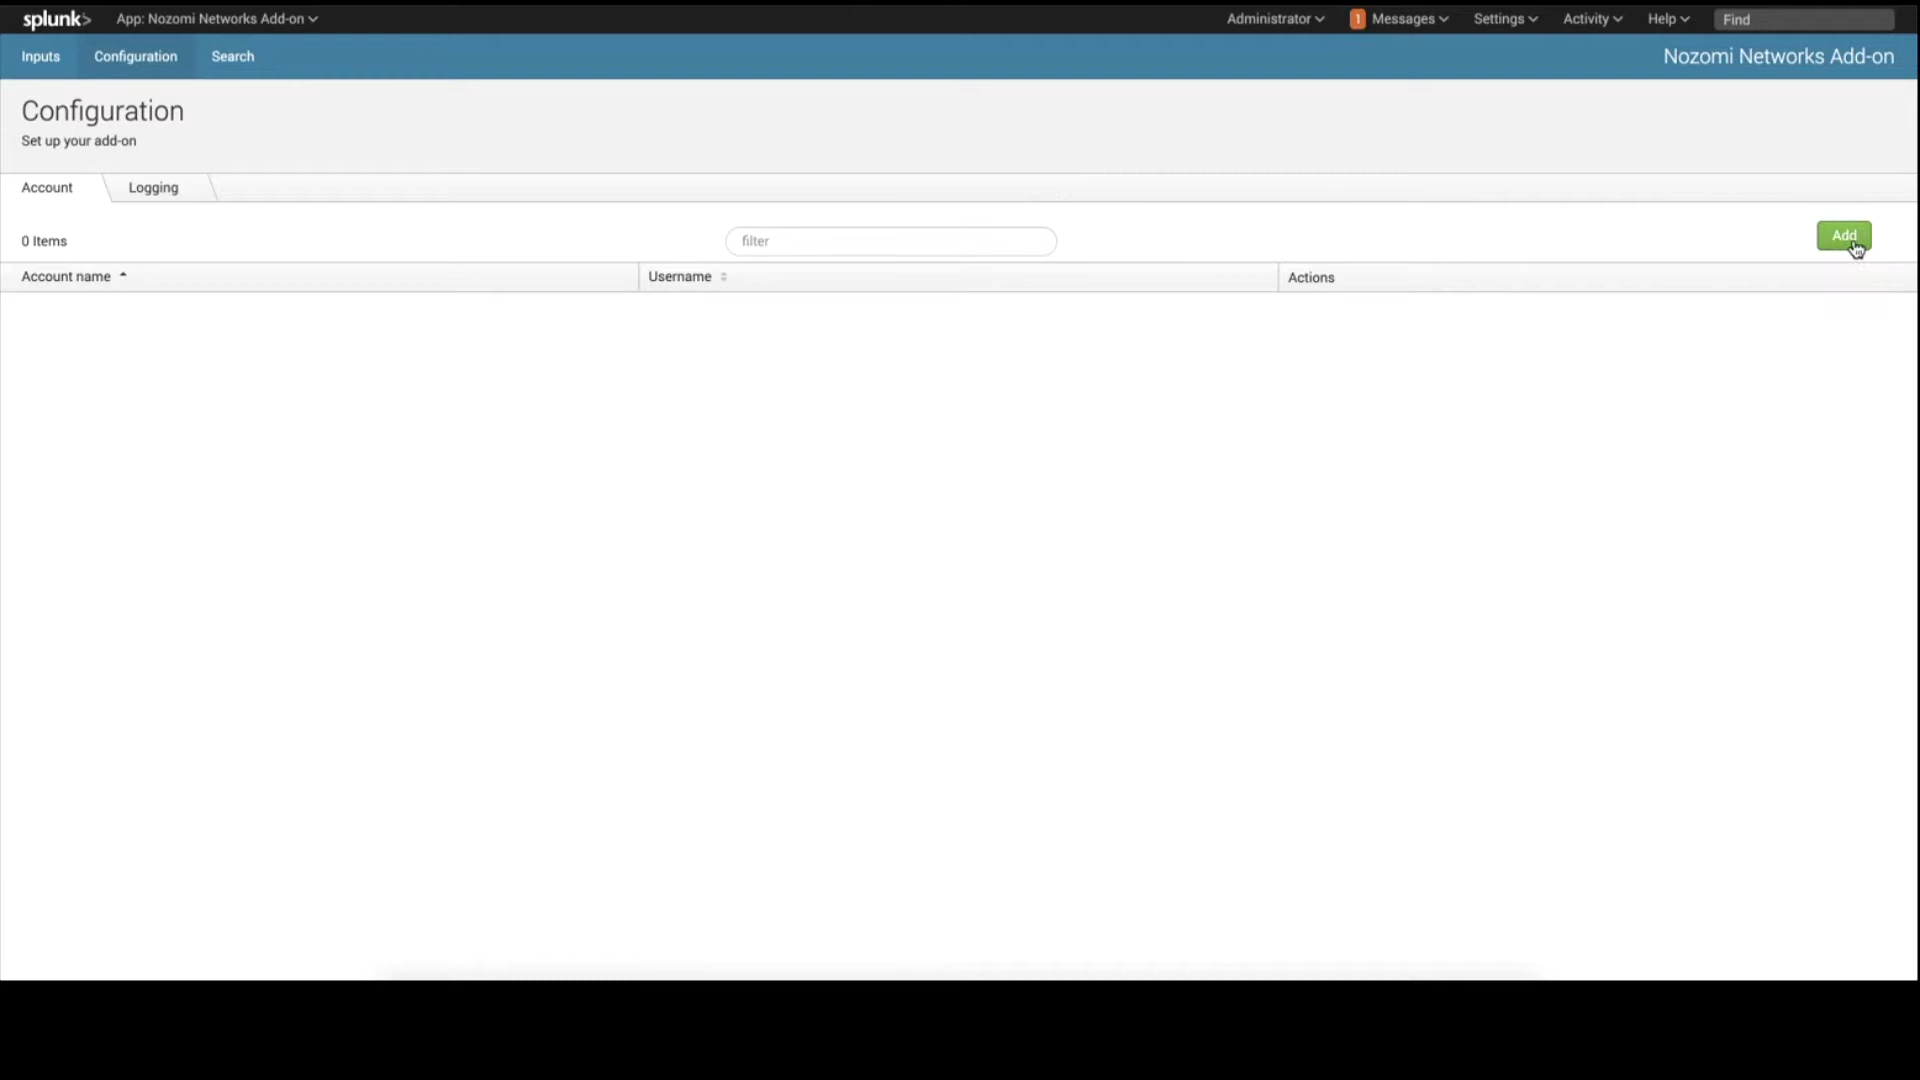 splunk> App: Nozomi Networks Add-on Administrator 1 Messages Settings Activity Help Find
Inputs Configuration Search Nozomi Networks Add-on
Configuration
Set up your add-on
Account Logging
0 Items filter Add
Account name Username Actions